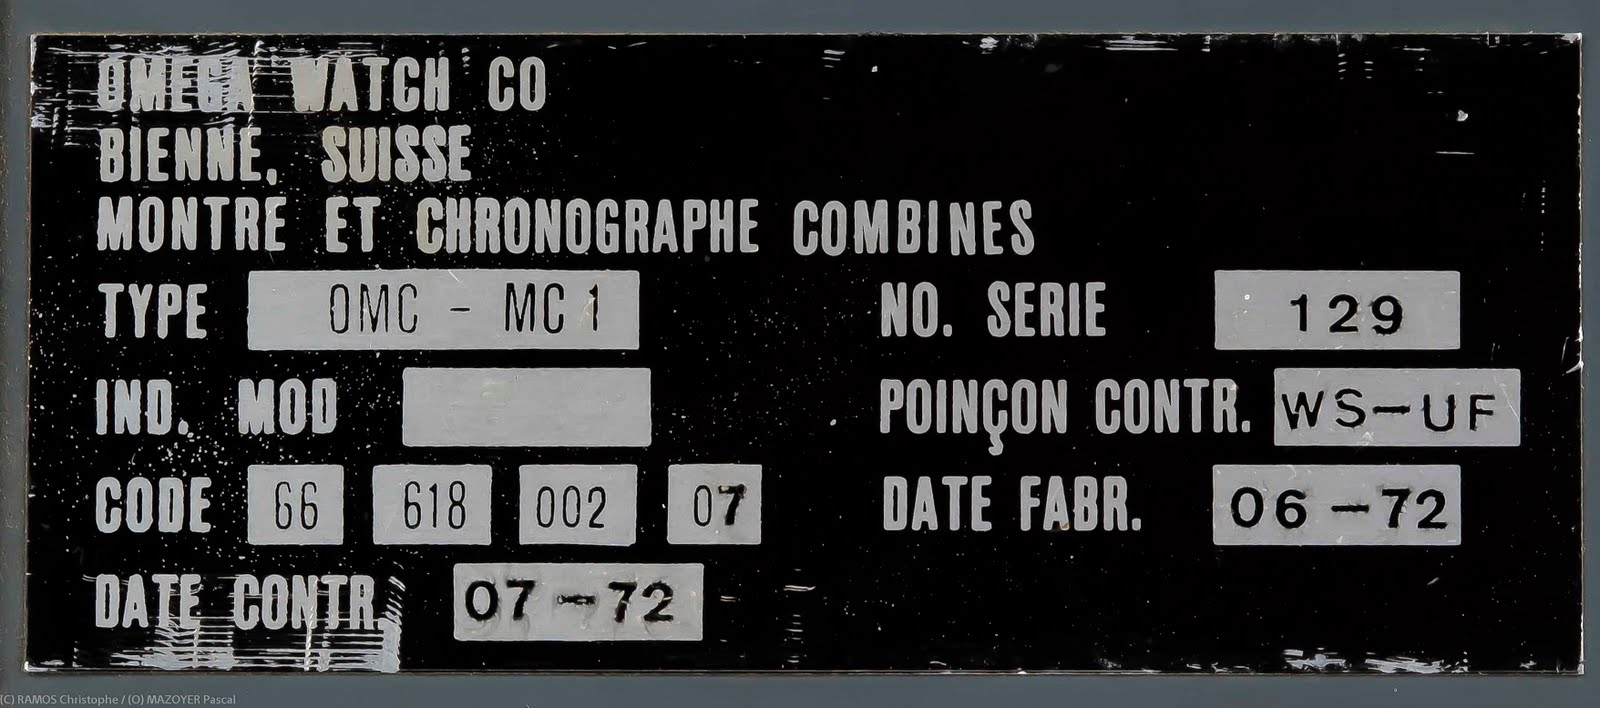 OMEGA WATCH CO
BIENNE, SUISSE
MONTRE ET CHRONOGRAPHE COMBINES
TYPE OMC - MC 1 NO. SERIE 129
IND. MOD POINÇON CONTR. WS-UF
CODE 66 618 002 07 DATE FABR. 06-72
DATE CONTR. 07-72
(C) RAMOS Christophe / (O) MAZOYER Pascal